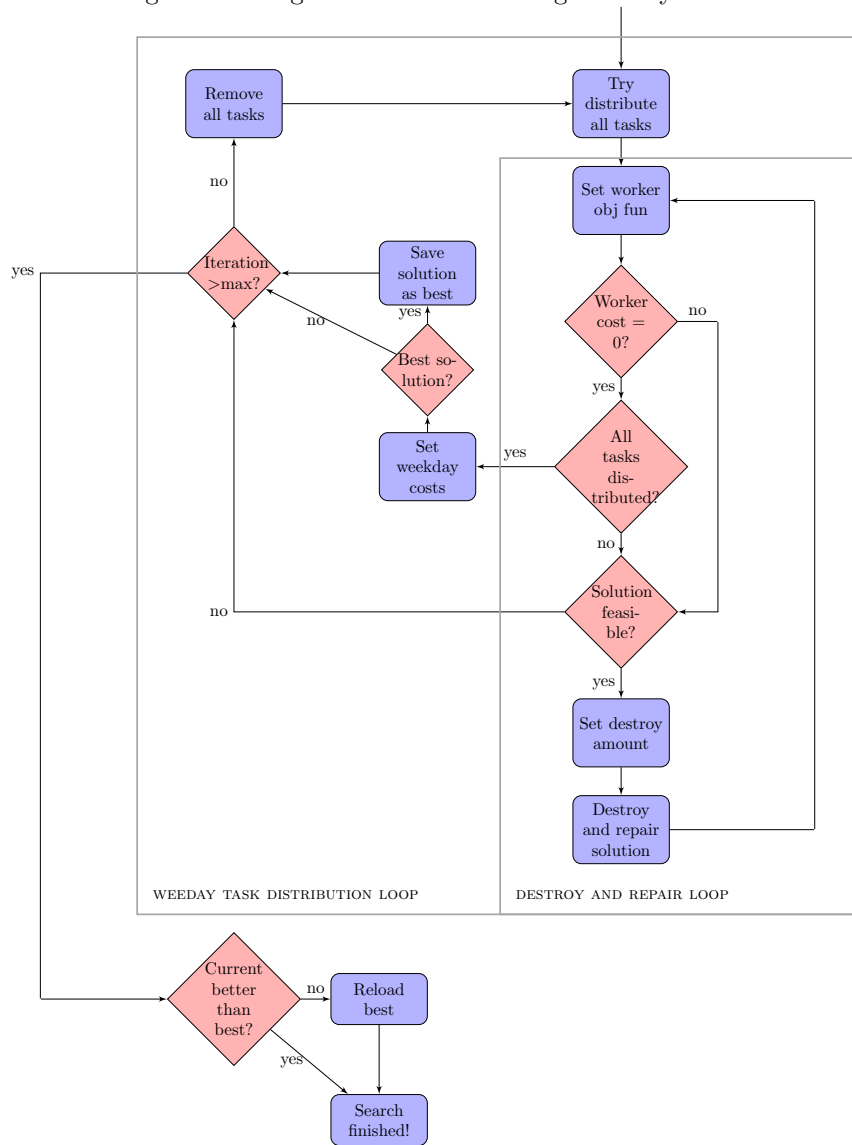 Remove
all tasks
Try
distribute
all tasks
no
Set worker
obj fun
yes
Iteration
>max?
Save
solution
as best
no
yes
Worker
cost =
0?
no
Best so-
lution?
yes
Set
weekday
costs
yes
All
tasks
dis-
tributed?
no
no
Solution
feasi-
ble?
yes
Set destroy
amount
Destroy
and repair
solution
WEEDAY TASK DISTRIBUTION LOOP
DESTROY AND REPAIR LOOP
Current
better
than
best?
no
Reload
best
yes
Search
finished!